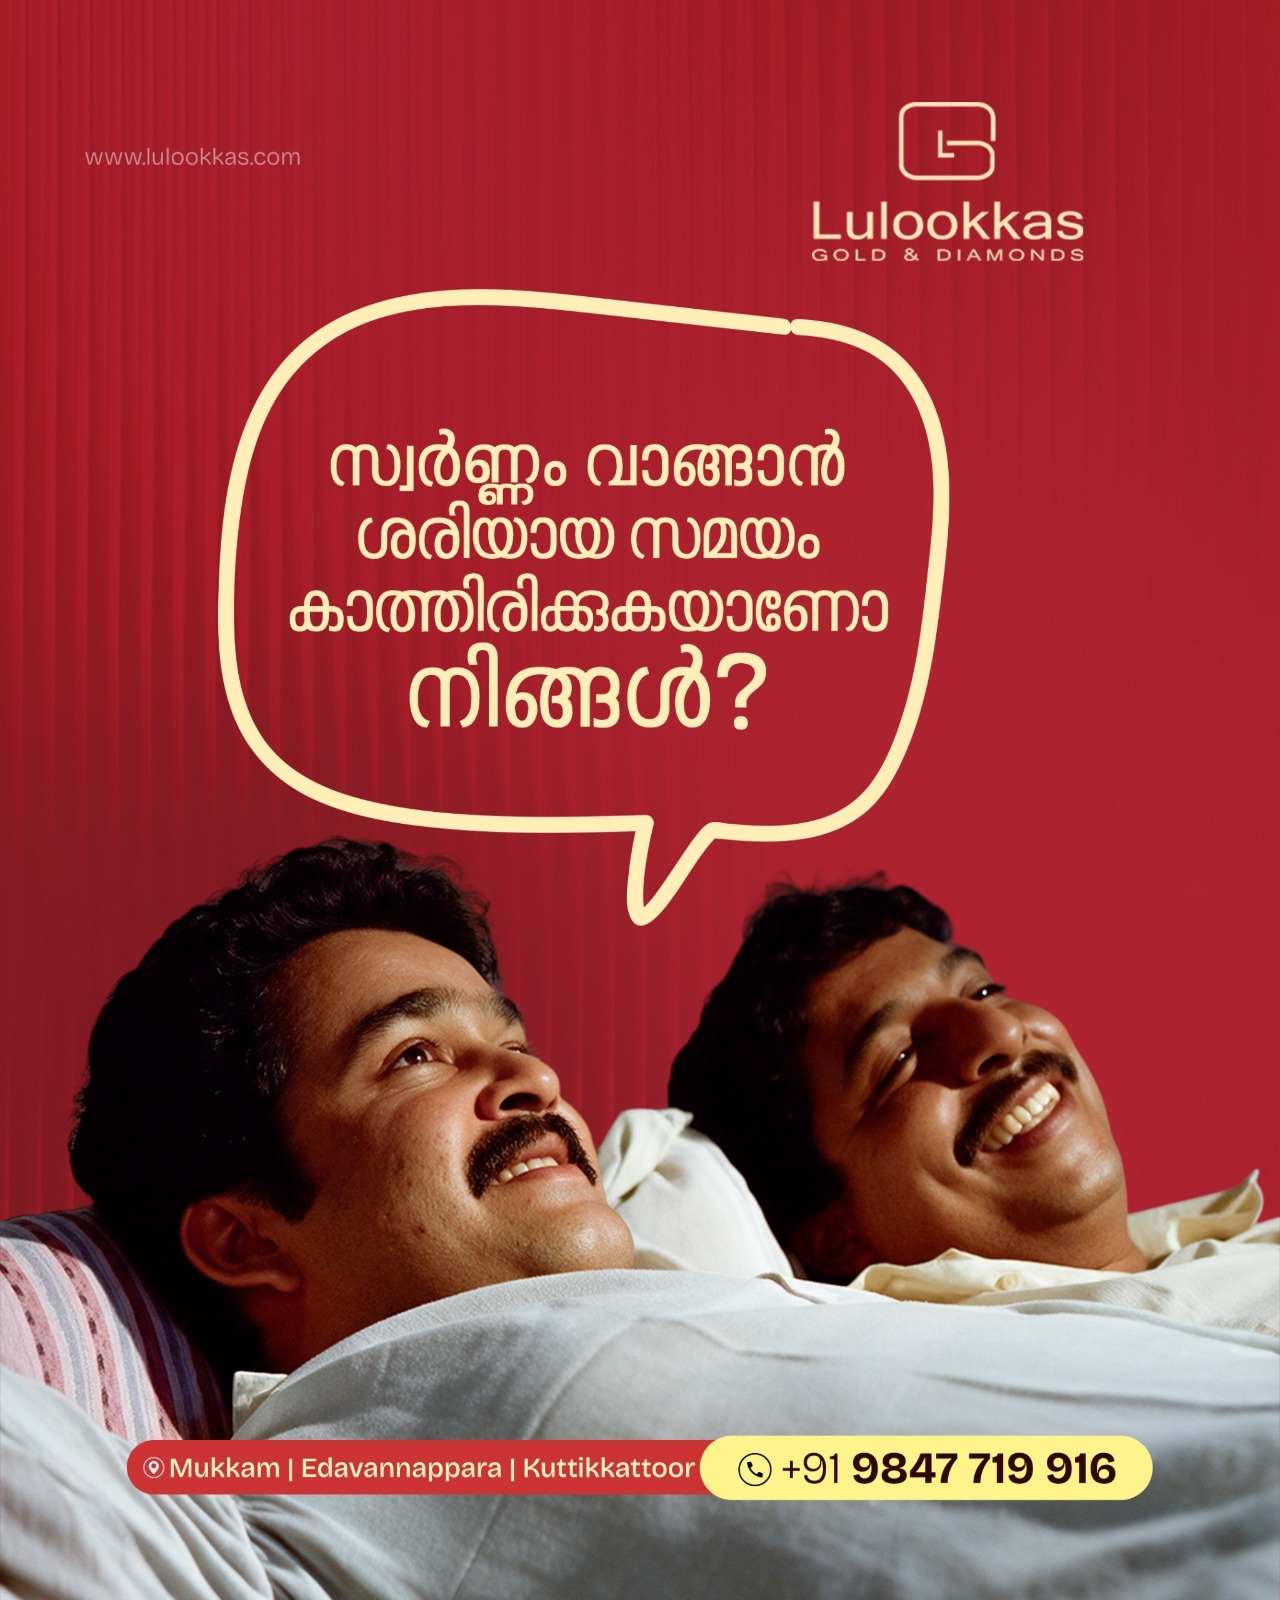 www.lulookkas.com
Lulookkas
GOLD & DIAMONDS
സ്വർണ്ണം വാങ്ങാൻ
ശരിയായ സമയം
കാത്തിരിക്കുകയാണോ
നിങ്ങൾ?
Mukkam | Edavannappara | Kuttikkattoor
+91 9847 719 916